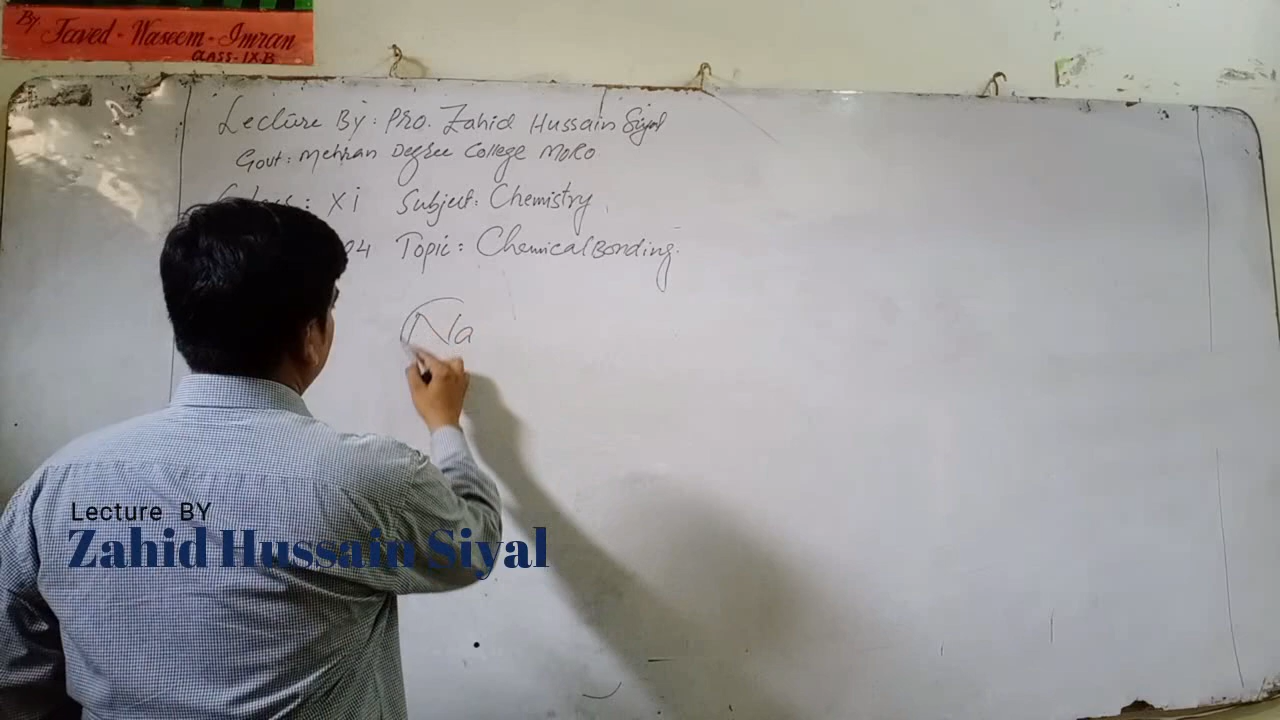 By. Javed - Waseem - Imran
CLASS-IX B
Lecture By: Pro. Zahid Hussain Siyal
Govt: Mehran Degree College Moro
: XI Subject: Chemistry
04 Topic: Chemical Bonding.
Na
Lecture BY
Zahid Hussain Siyal